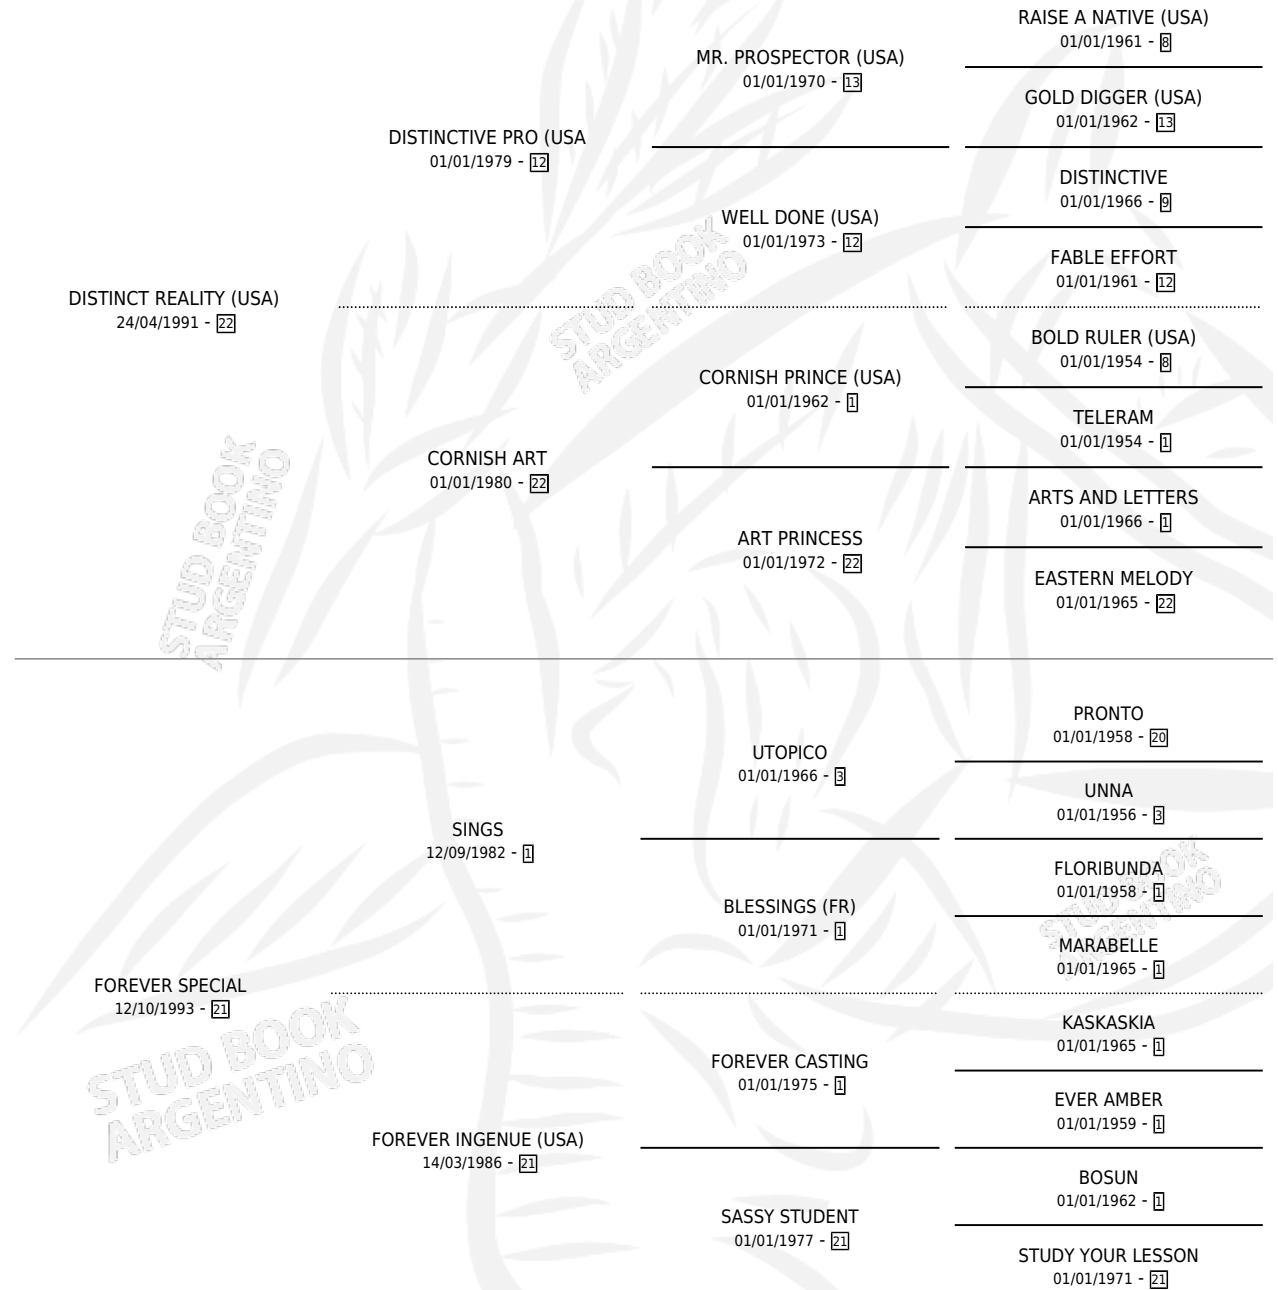 RAISE A NATIVE (USA)
01/01/1961 - 8
MR. PROSPECTOR (USA)
01/01/1970 - 13
GOLD DIGGER (USA)
01/01/1962 - 13
DISTINCTIVE PRO (USA
01/01/1979 - 12
DISTINCTIVE
01/01/1966 - 9
WELL DONE (USA)
01/01/1973 - 12
FABLE EFFORT
01/01/1961 - 12
DISTINCT REALITY (USA)
24/04/1991 - 22
BOLD RULER (USA)
01/01/1954 - 8
CORNISH PRINCE (USA)
01/01/1962 - 1
TELERAM
01/01/1954 - 1
CORNISH ART
01/01/1980 - 22
ARTS AND LETTERS
01/01/1966 - 1
ART PRINCESS
01/01/1972 - 22
EASTERN MELODY
01/01/1965 - 22
STUD BOOK
ARGENTINO
STUD BOOK
ARGENTINO
PRONTO
01/01/1958 - 20
UTOPICO
01/01/1966 - 3
UNNA
01/01/1956 - 3
SINGS
12/09/1982 - 1
FLORIBUNDA
01/01/1958 - 1
BLESSINGS (FR)
01/01/1971 - 1
MARABELLE
01/01/1965 - 1
FOREVER SPECIAL
12/10/1993 - 21
KASKASKIA
01/01/1965 - 1
FOREVER CASTING
01/01/1975 - 1
EVER AMBER
01/01/1959 - 1
FOREVER INGENUE (USA)
14/03/1986 - 21
BOSUN
01/01/1962 - 1
SASSY STUDENT
01/01/1977 - 21
STUDY YOUR LESSON
01/01/1971 - 21
STUD BOOK
ARGENTINO
STUD BOOK
ARGENTINO